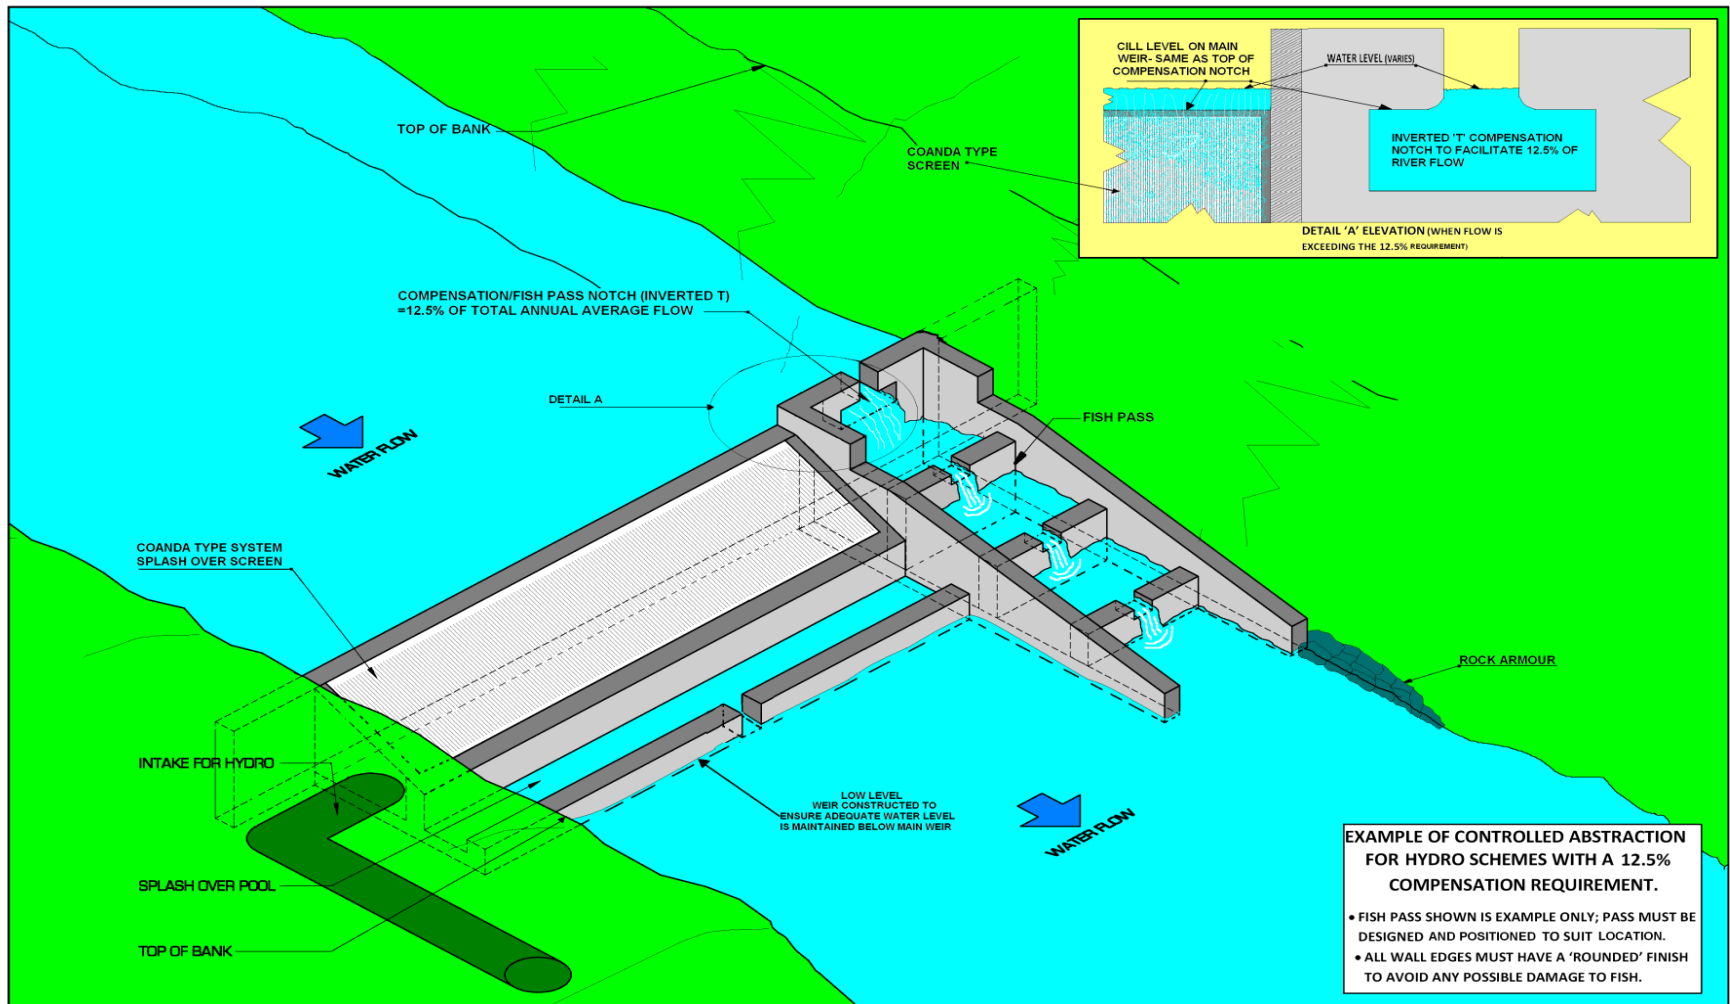 CILL LEVEL ON MAIN
WEIR- SAME AS TOP OF
COMPENSATION NOTCH
WATER LEVEL (VARIES)
INVERTED 'T' COMPENSATION
NOTCH TO FACILITATE 12.5% OF
RIVER FLOW
DETAIL ‘A’ ELEVATION (WHEN FLOW IS
EXCEEDING THE 12.5% REQUIREMENT)
TOP OF BANK
COANDA TYPE
SCREEN
COMPENSATION/FISH PASS NOTCH (INVERTED T)
=12.5% OF TOTAL ANNUAL AVERAGE FLOW
DETAIL A
FISH PASS
WATER FLOW
COANDA TYPE SYSTEM
SPLASH OVER SCREEN
ROCK ARMOUR
INTAKE FOR HYDRO
LOW LEVEL
WEIR CONSTRUCTED TO
ENSURE ADEQUATE WATER LEVEL
IS MAINTAINED BELOW MAIN WEIR
WATER FLOW
SPLASH OVER POOL
TOP OF BANK
EXAMPLE OF CONTROLLED ABSTRACTION
FOR HYDRO SCHEMES WITH A 12.5%
COMPENSATION REQUIREMENT.
• FISH PASS SHOWN IS EXAMPLE ONLY; PASS MUST BE
DESIGNED AND POSITIONED TO SUIT LOCATION.
• ALL WALL EDGES MUST HAVE A ‘ROUNDED’ FINISH
TO AVOID ANY POSSIBLE DAMAGE TO FISH.